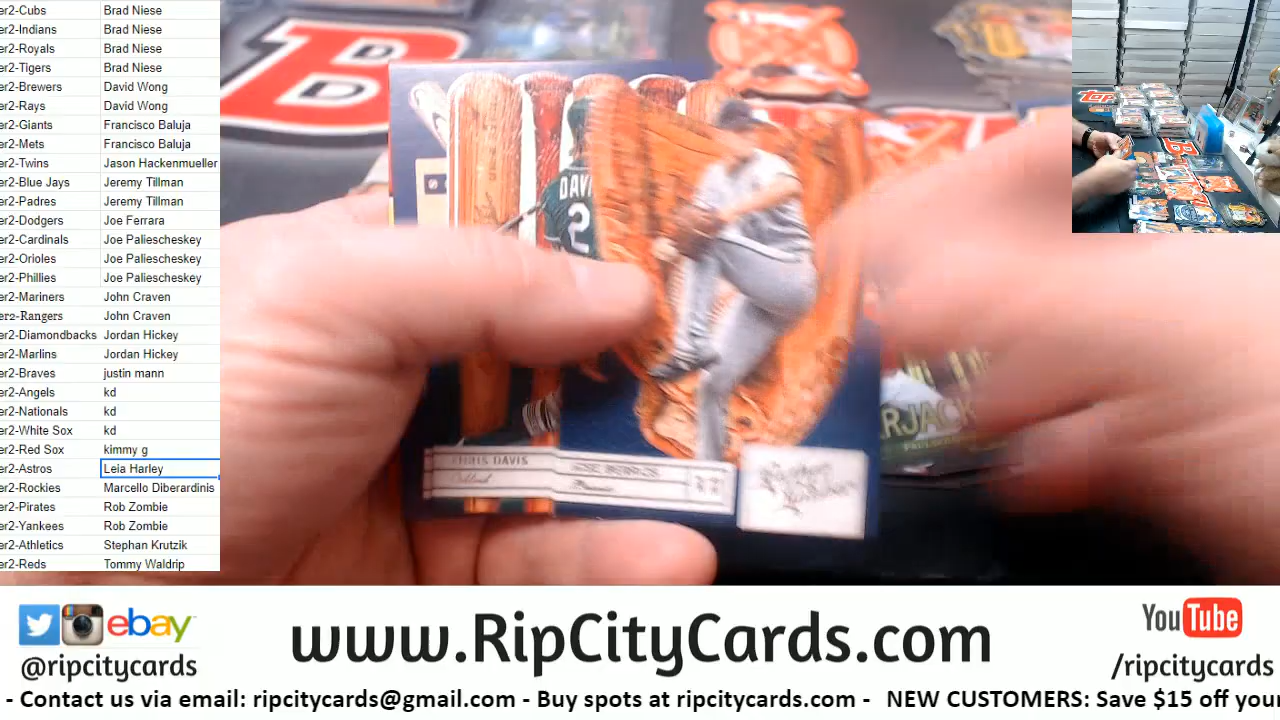 er2-Cubs Brad Niese
er2-Indians Brad Niese
er2-Royals Brad Niese
er2-Tigers Brad Niese
er2-Brewers David Wong
er2-Rays David Wong
er2-Giants Francisco Baluja
er2-Mets Francisco Baluja
er2-Twins Jason Hackenmueller
er2-Blue Jays Jeremy Tillman
er2-Padres Jeremy Tillman
er2-Dodgers Joe Ferrara
er2-Cardinals Joe Paliescheskey
er2-Orioles Joe Paliescheskey
er2-Phillies Joe Paliescheskey
er2-Mariners John Craven
er2-Rangers John Craven
er2-Diamondbacks Jordan Hickey
er2-Marlins Jordan Hickey
er2-Braves justin mann
er2-Angels kd
er2-Nationals kd
er2-White Sox kd
er2-Red Sox kimmy g
er2-Astros Leia Harley
er2-Rockies Marcello Diberardinis
er2-Pirates Rob Zombie
er2-Yankees Rob Zombie
er2-Athletics Stephan Krutzik
er2-Reds Tommy Waldrip
DAVI
2
CHRIS DAVIS
Oakland
ebay
@ripcitycards
www.RipCityCards.com
YouTube
/ripcitycards
- Contact us via email: ripcitycards@gmail.com - Buy spots at ripcitycards.com - NEW CUSTOMERS: Save $15 off your